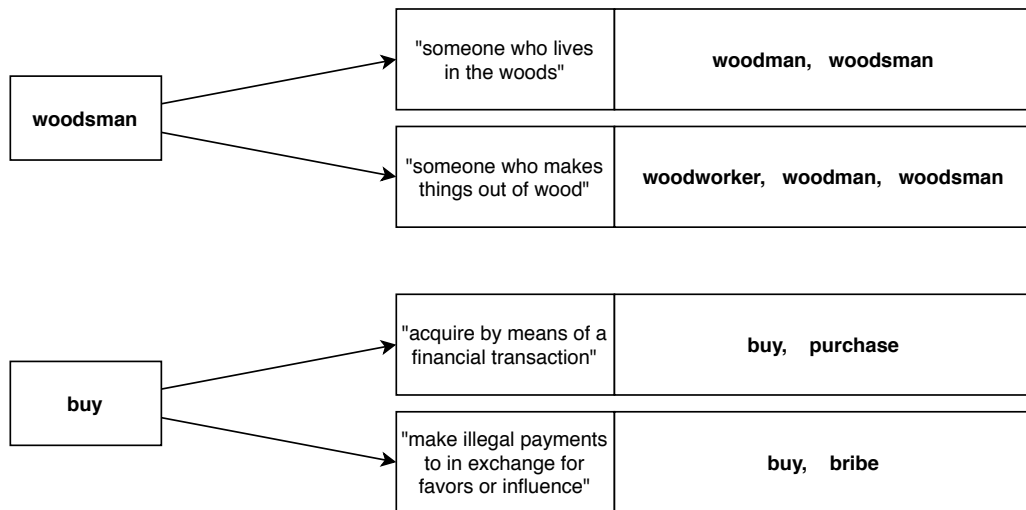 "someone who lives
in the woods"
woodman, woodsman
woodsman
"someone who makes
things out of wood"
woodworker, woodman, woodsman
"acquire by means of a
financial transaction"
buy, purchase
buy
"make illegal payments
to in exchange for
favors or influence"
buy, bribe